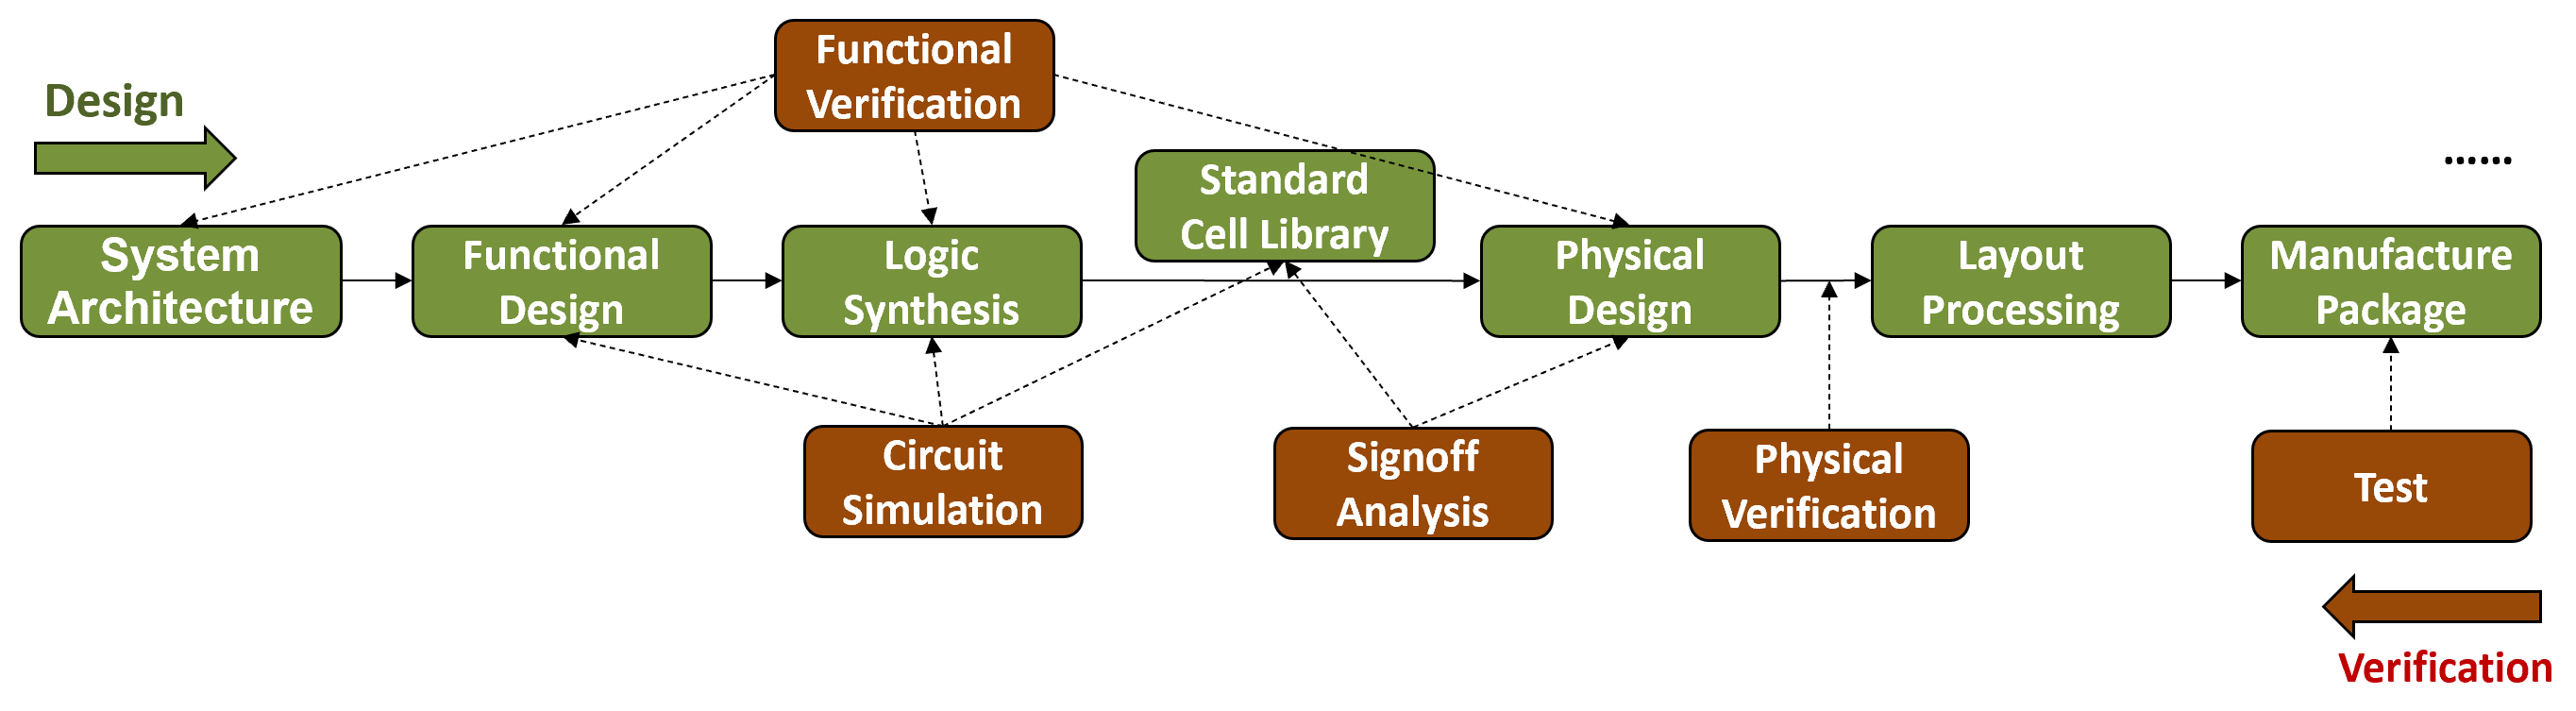 Functional
Verification
Design
Standard
Cell Library
......
System
Architecture
Functional
Design
Logic
Synthesis
Physical
Design
Layout
Processing
Manufacture
Package
Circuit
Simulation
Signoff
Analysis
Physical
Verification
Test
Verification